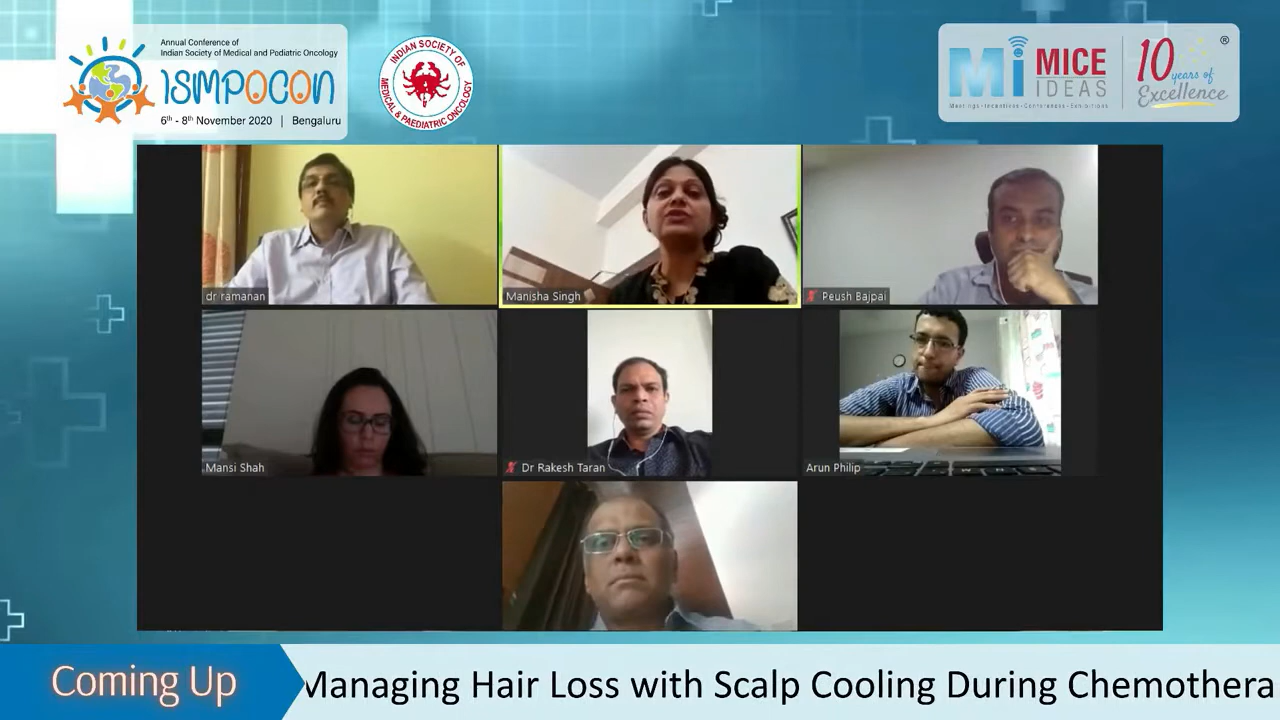 Annual Conference of
Indian Society of Medical and Pediatric Oncology
ISMPOCON
6th - 8th November 2020 | Bengaluru
INDIAN SOCIETY OF
MEDICAL & PAEDIATRIC ONCOLOGY
Mi MICE
IDEAS
Meetings • Incentives • Conferences • Exhibitions
10 years of
Excellence
®
dr ramanan
Manisha Singh
Peush Bajpai
Mansi Shah
Dr Rakesh Taran
Arun Philip
Coming Up
Managing Hair Loss with Scalp Cooling During Chemothera